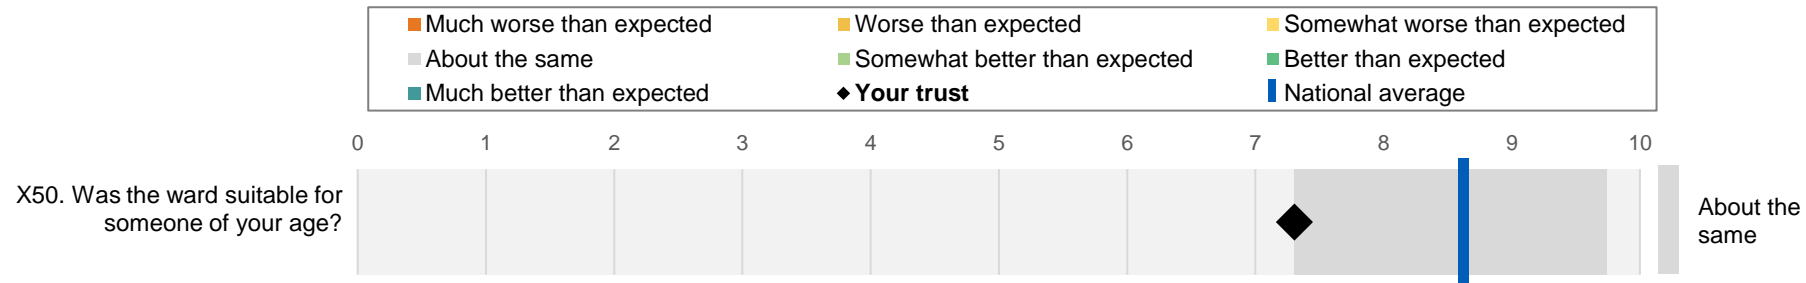 Much worse than expected Worse than expected Somewhat worse than expected
About the same Somewhat better than expected Better than expected
Much better than expected Your trust National average
0 1 2 3 4 5 6 7 8 9 10
X50. Was the ward suitable for
someone of your age?
About the
same